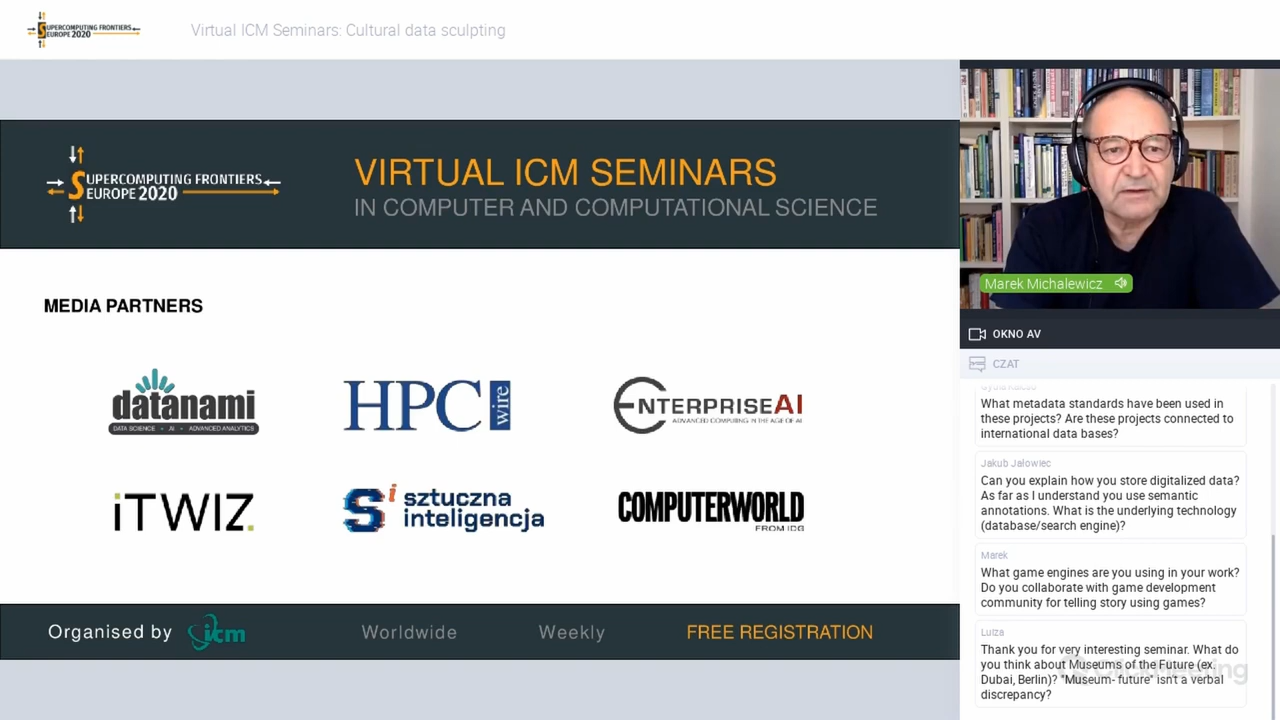 SUPERCOMPUTING FRONTIERS
EUROPE 2020
Virtual ICM Seminars: Cultural data sculpting
SUPERCOMPUTING FRONTIERS
EUROPE 2020
VIRTUAL ICM SEMINARS
IN COMPUTER AND COMPUTATIONAL SCIENCE
MEDIA PARTNERS
datanami
DATA SCIENCE • AI • ADVANCED ANALYTICS
HPC wire
ENTERPRISEAI
ADVANCED COMPUTING IN THE AGE OF AI
iTWIZ.
Si sztuczna
inteligencja
COMPUTERWORLD
FROM IDG
Organised by icm
Worldwide
Weekly
FREE REGISTRATION
Marek Michalewicz
OKNO AV
CZAT
What metadata standards have been used in
these projects? Are these projects connected to
international data bases?
Jakub Jałowiec
Can you explain how you store digitalized data?
As far as I understand you use semantic
annotations. What is the underlying technology
(database/search engine)?
Marek
What game engines are you using in your work?
Do you collaborate with game development
community for telling story using games?
Luiza
Thank you for very interesting seminar. What do
you think about Museums of the Future (ex.
Dubai, Berlin)? "Museum- future" isnt a verbal
discrepancy?
ClickMeeting